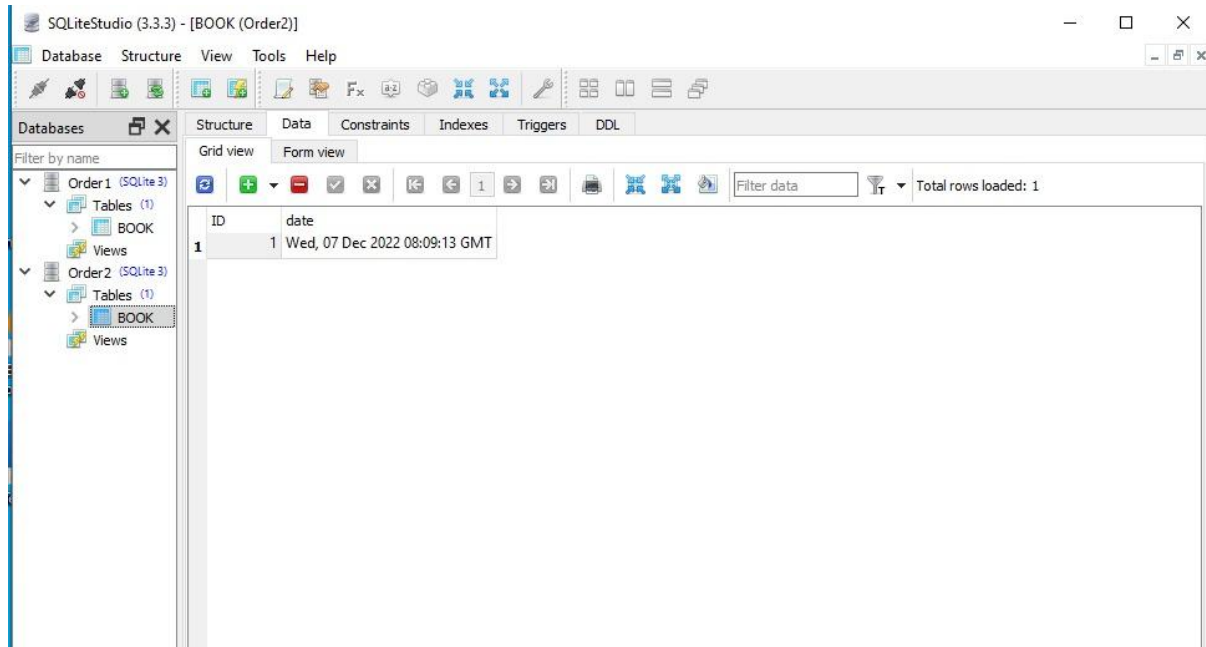 SQLiteStudio (3.3.3) - [BOOK (Order2)]
Database Structure View Tools Help
Databases
Filter by name
Order1 (SQLite 3)
Tables (1)
BOOK
Views
Order2 (SQLite 3)
Tables (1)
BOOK
Views
Structure Data Constraints Indexes Triggers DDL
Grid view Form view
1 Filter data T Total rows loaded: 1
ID date
1 1 Wed, 07 Dec 2022 08:09:13 GMT